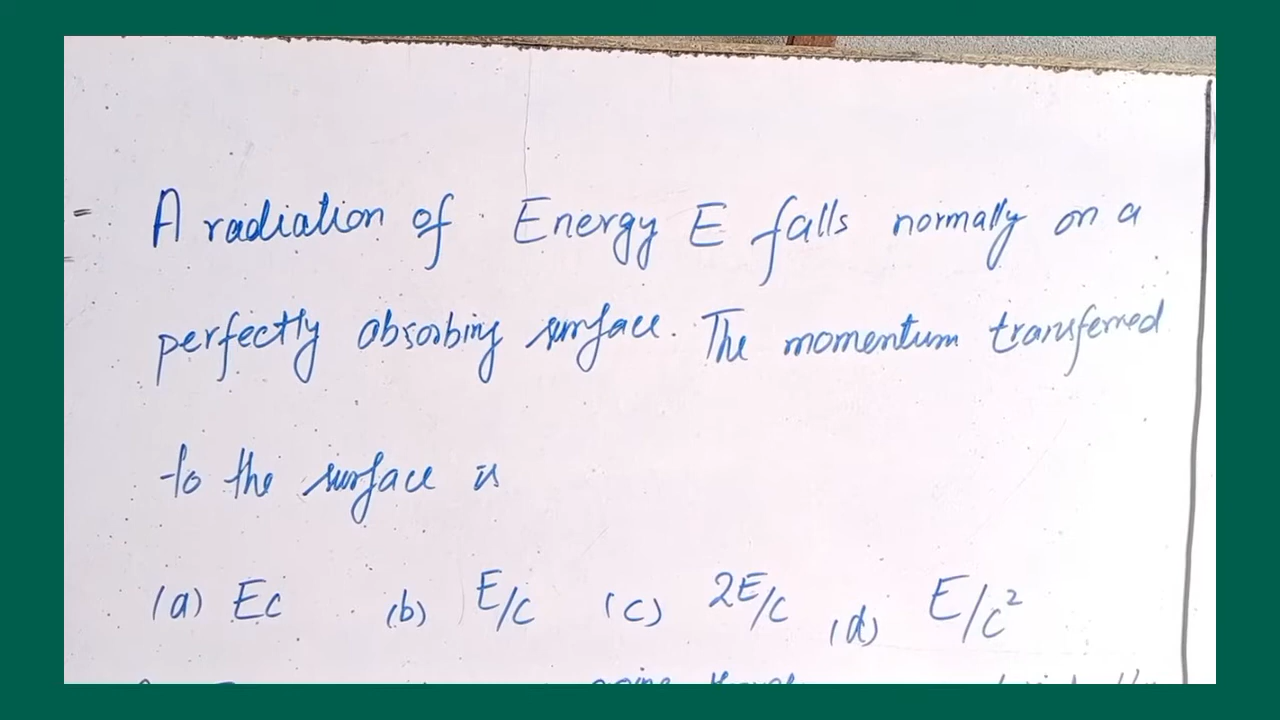 A radiation of Energy E falls normally on a
perfectly absorbing surface. The momentum transferred
to the surface is
(a) Ec (b) E/c (c) 2E/c (d) E/c²